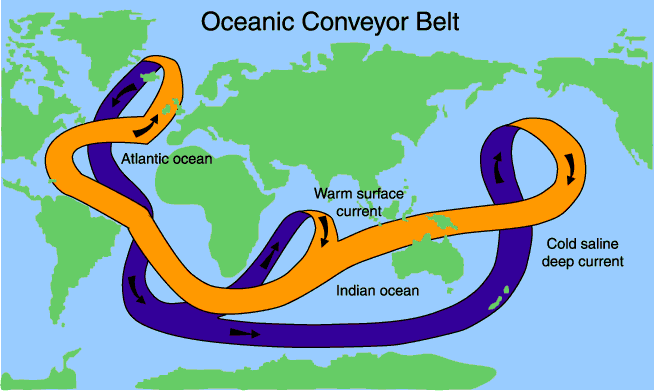 Oceanic Conveyor Belt
Atlantic ocean
Warm surface
current
Cold saline
deep current
Indian ocean